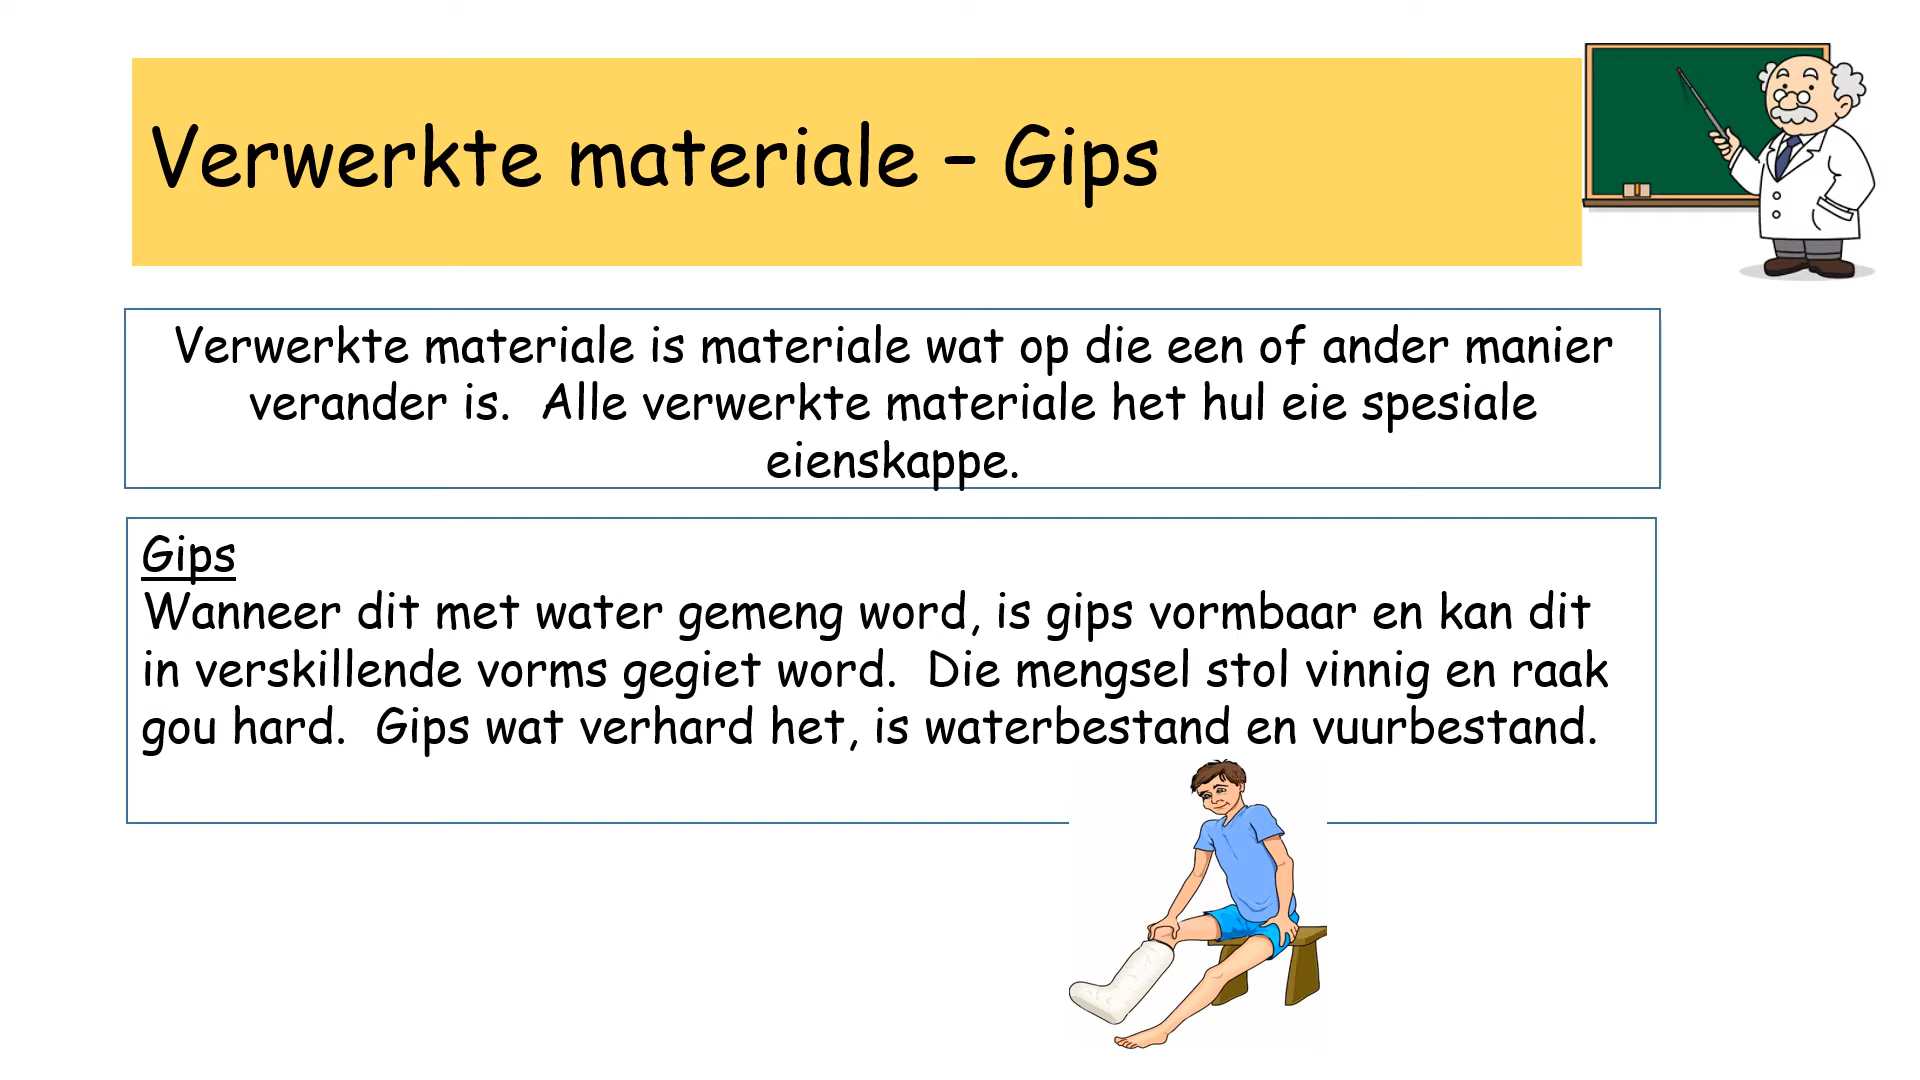 Verwerkte materiale – Gips
Verwerkte materiale is materiale wat op die een of ander manier
verander is.  Alle verwerkte materiale het hul eie spesiale
eienskappe.
Gips
Wanneer dit met water gemeng word, is gips vormbaar en kan dit
in verskillende vorms gegiet word.  Die mengsel stol vinnig en raak
gou hard.  Gips wat verhard het, is waterbestand en vuurbestand.